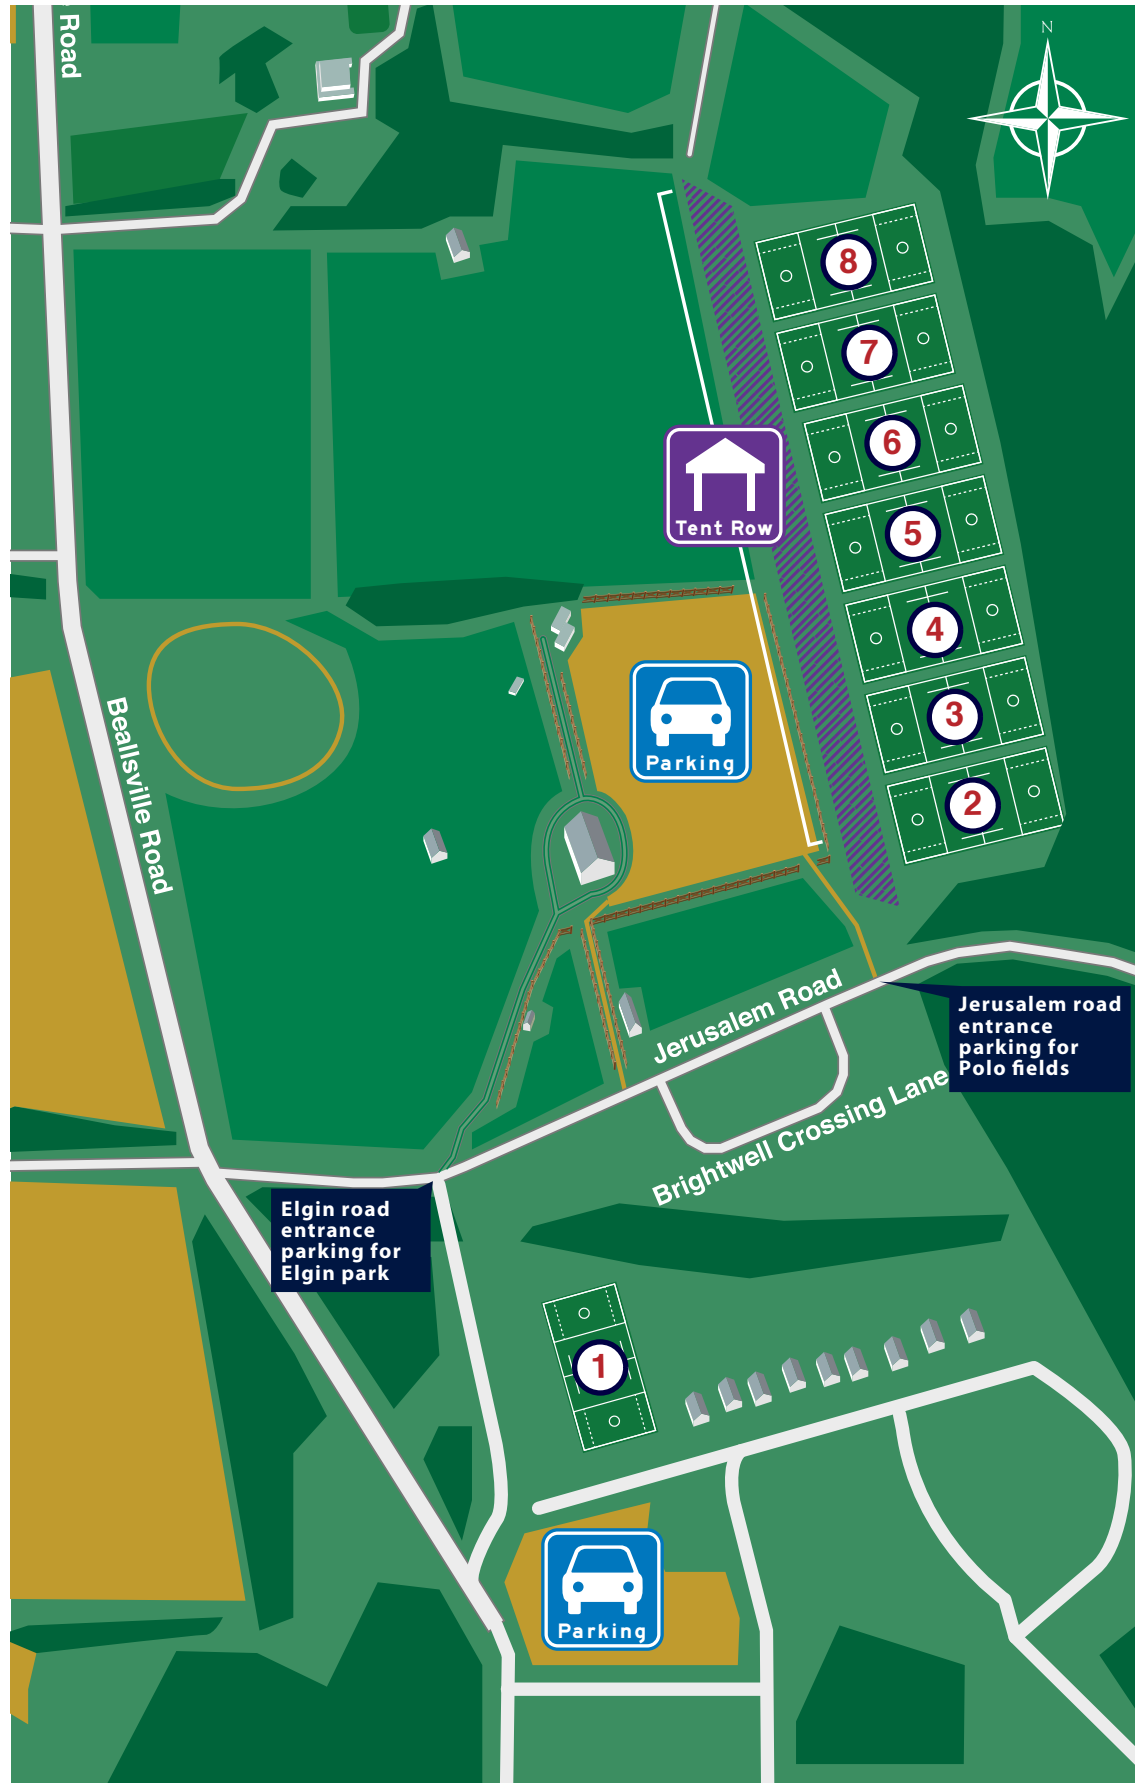 Road
N
8
7
6
5
4
3
2
Tent Row
Parking
Beallsville Road
Jerusalem Road
Jerusalem road
entrance
parking for
Polo fields
Brightwell Crossing Lane
Elgin road
entrance
parking for
Elgin park
1
Parking